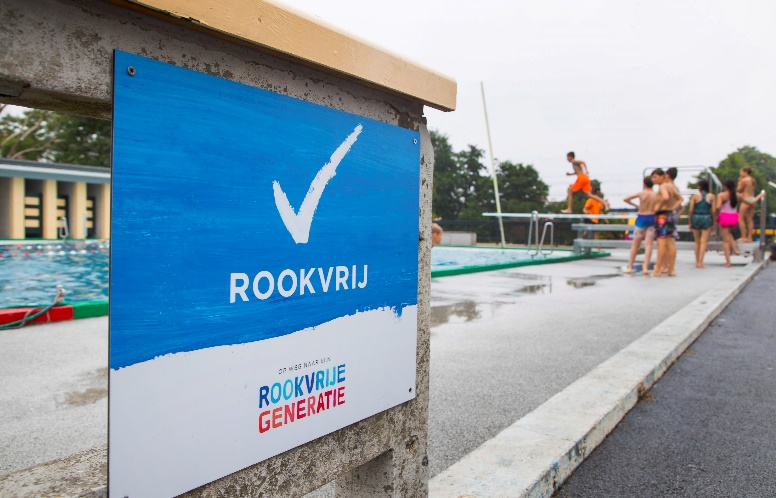 ROOKVRIJ
OP WEG NAAR EEN
ROOKVRIJE
GENERATIE